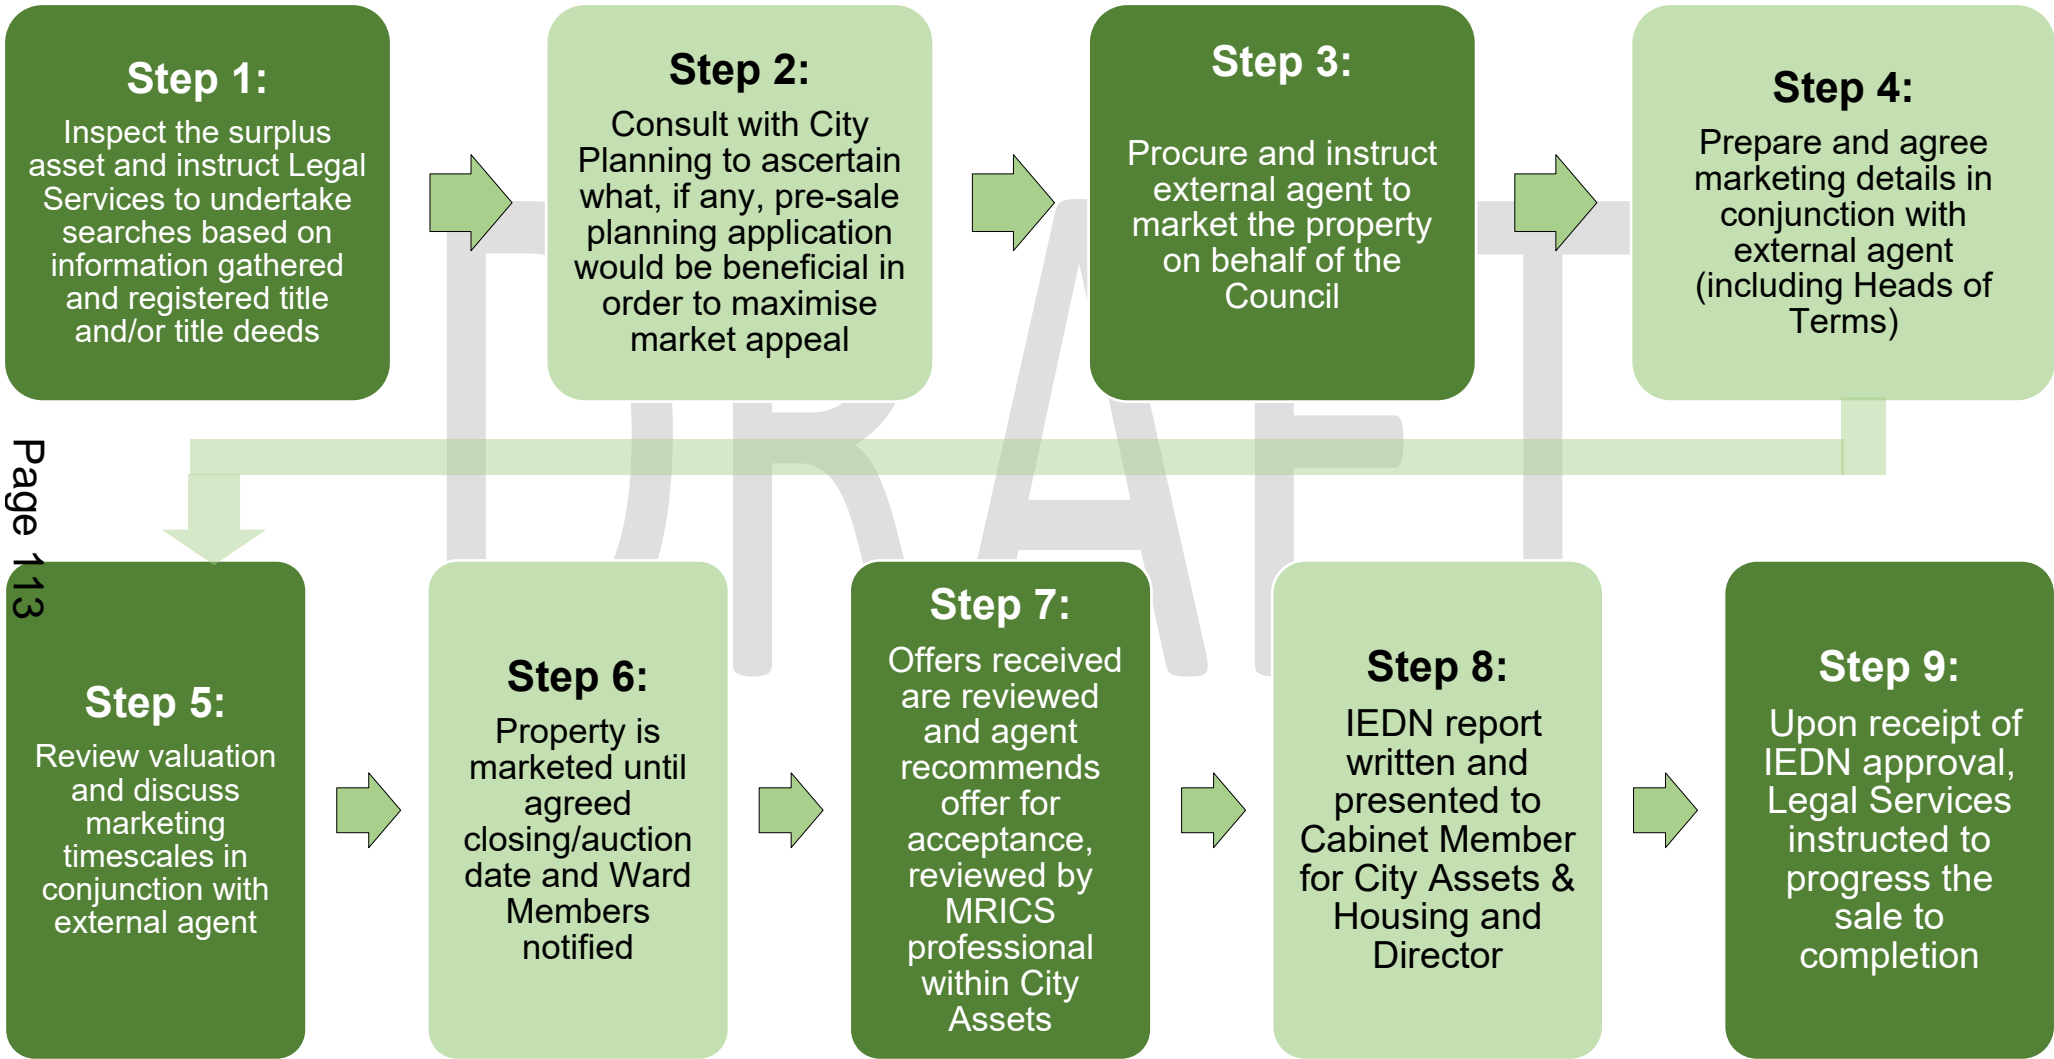 Step 1:
Inspect the surplus
asset and instruct Legal
Services to undertake
searches based on
information gathered
and registered title
and/or title deeds
Step 2:
Consult with City
Planning to ascertain
what, if any, pre-sale
planning application
would be beneficial in
order to maximise
market appeal
Step 3:
Procure and instruct
external agent to
market the property
on behalf of the
Council
Step 4:
Prepare and agree
marketing details in
conjunction with
external agent
(including Heads of
Terms)
DRAFT
Page 113
Step 5:
Review valuation
and discuss
marketing
timescales in
conjunction with
external agent
Step 6:
Property is
marketed until
agreed
closing/auction
date and Ward
Members
notified
Step 7:
Offers received
are reviewed
and agent
recommends
offer for
acceptance,
reviewed by
MRICS
professional
within City
Assets
Step 8:
IEDN report
written and
presented to
Cabinet Member
for City Assets &
Housing and
Director
Step 9:
Upon receipt of
IEDN approval,
Legal Services
instructed to
progress the
sale to
completion